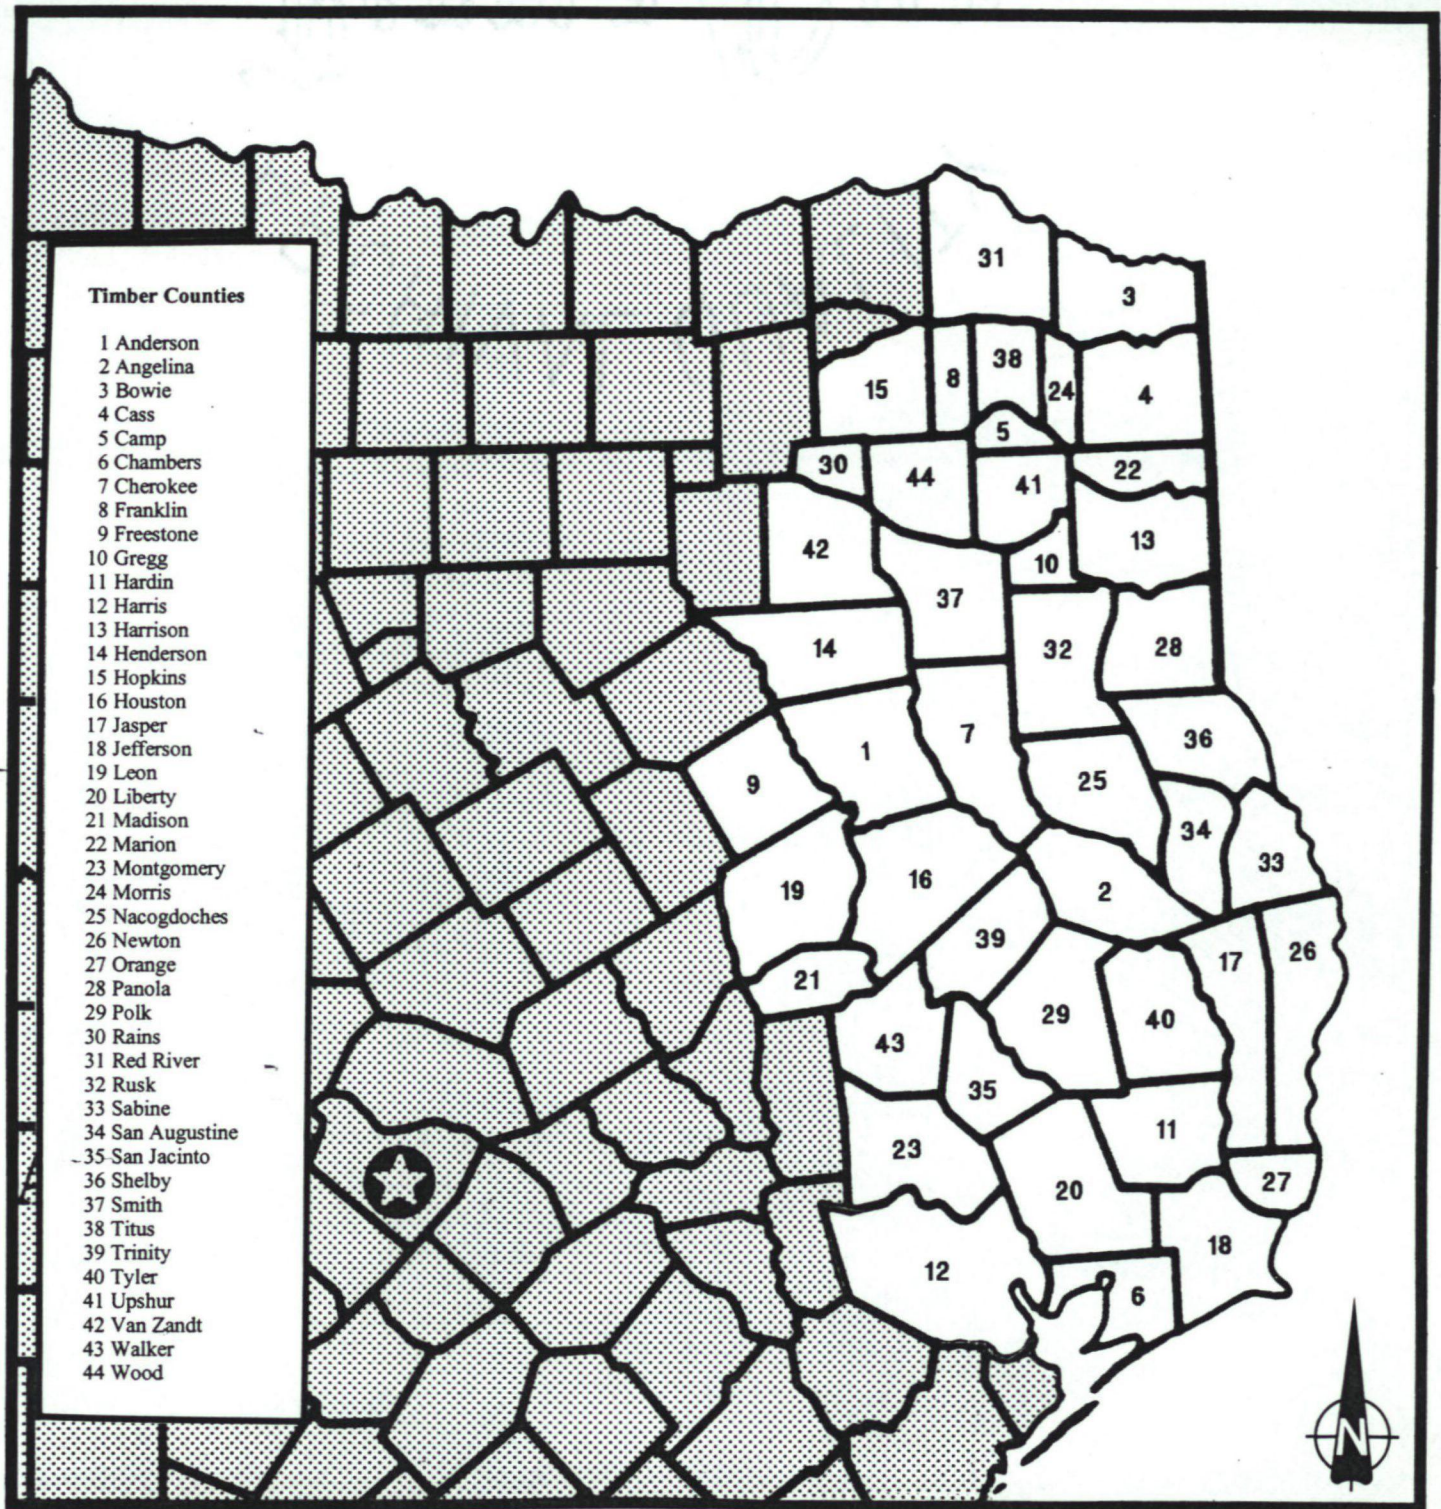 Timber Counties
1 Anderson
2 Angelina
3 Bowie
4 Cass
5 Camp
6 Chambers
7 Cherokee
8 Franklin
9 Freestone
10 Gregg
11 Hardin
12 Harris
13 Harrison
14 Henderson
15 Hopkins
16 Houston
17 Jasper
18 Jefferson
19 Leon
20 Liberty
21 Madison
22 Marion
23 Montgomery
24 Morris
25 Nacogdoches
26 Newton
27 Orange
28 Panola
29 Polk
30 Rains
31 Red River
32 Rusk
33 Sabine
34 San Augustine
35 San Jacinto
36 Shelby
37 Smith
38 Titus
39 Trinity
40 Tyler
41 Upshur
42 Van Zandt
43 Walker
44 Wood
31
3
15
8
38
24
4
5
30
44
41
22
42
10
13
37
14
32
28
1
7
36
9
25
34
33
19
16
2
39
17
26
21
43
29
40
35
23
11
20
27
12
18
6
N